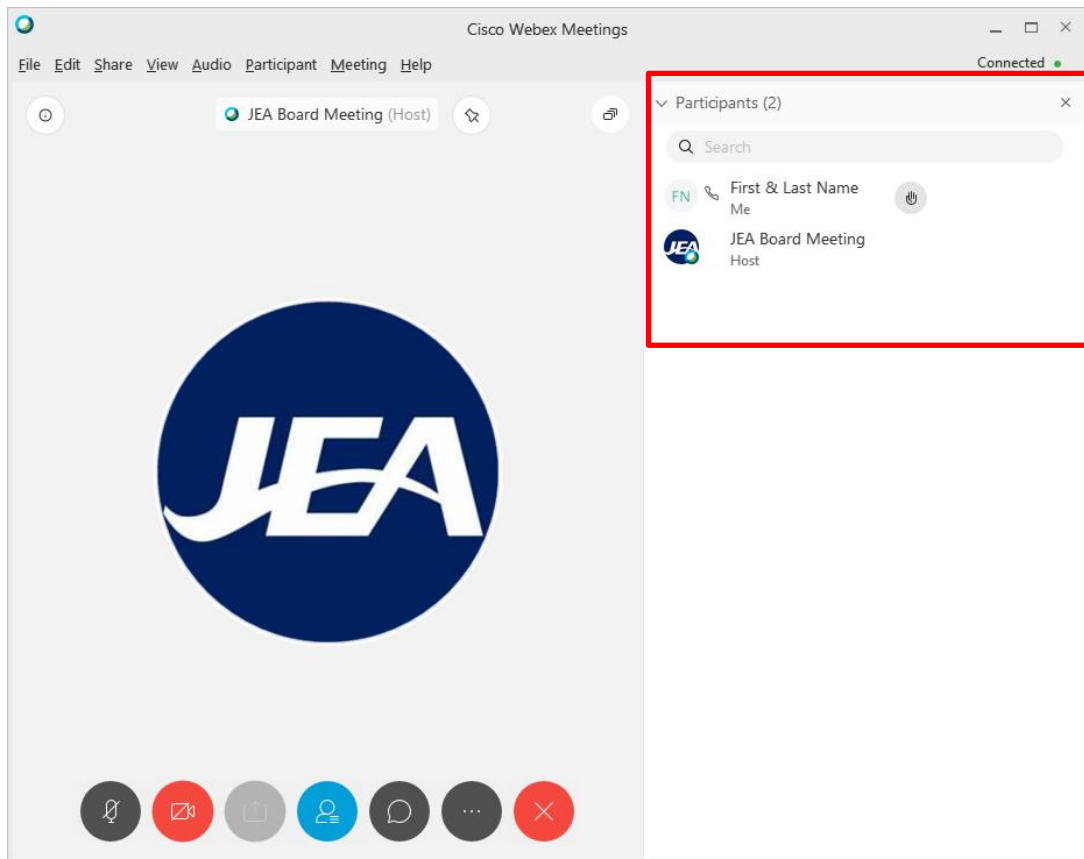 Cisco Webex Meetings
File Edit Share View Audio Participant Meeting Help
Connected
JEA Board Meeting (Host)
Participants (2)
Search
FN
First & Last Name
Me
JEA
JEA Board Meeting
Host
JEA